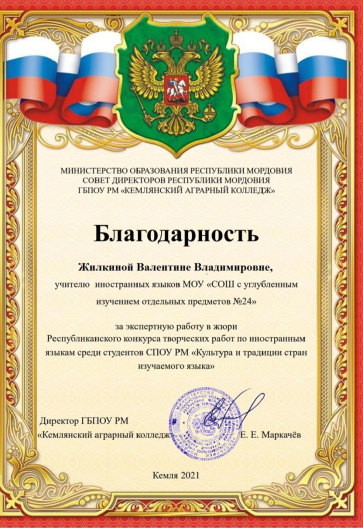 МИНИСТЕРСТВО ОБРАЗОВАНИЯ РЕСПУБЛИКИ МОРДОВИЯ
СОВЕТ ДИРЕКТОРОВ РЕСПУБЛИКИ МОРДОВИЯ
ГБПОУ РМ «КЕМЛЯНСКИЙ АГРАРНЫЙ КОЛЛЕДЖ»
Благодарность
Жилкиной Валентине Владимировне,
учителю иностранных языков МОУ «СОШ с углубленным
изучением отдельных предметов №24»
за экспертную работу в жюри
Республиканского конкурса творческих работ по иностранным
языкам среди студентов СПОУ РМ «Культура и традиции стран
изучаемого языка»
Директор ГБПОУ РМ
«Кемлянский аграрный колледж Е. Е. Маркачёв
Кемля 2021